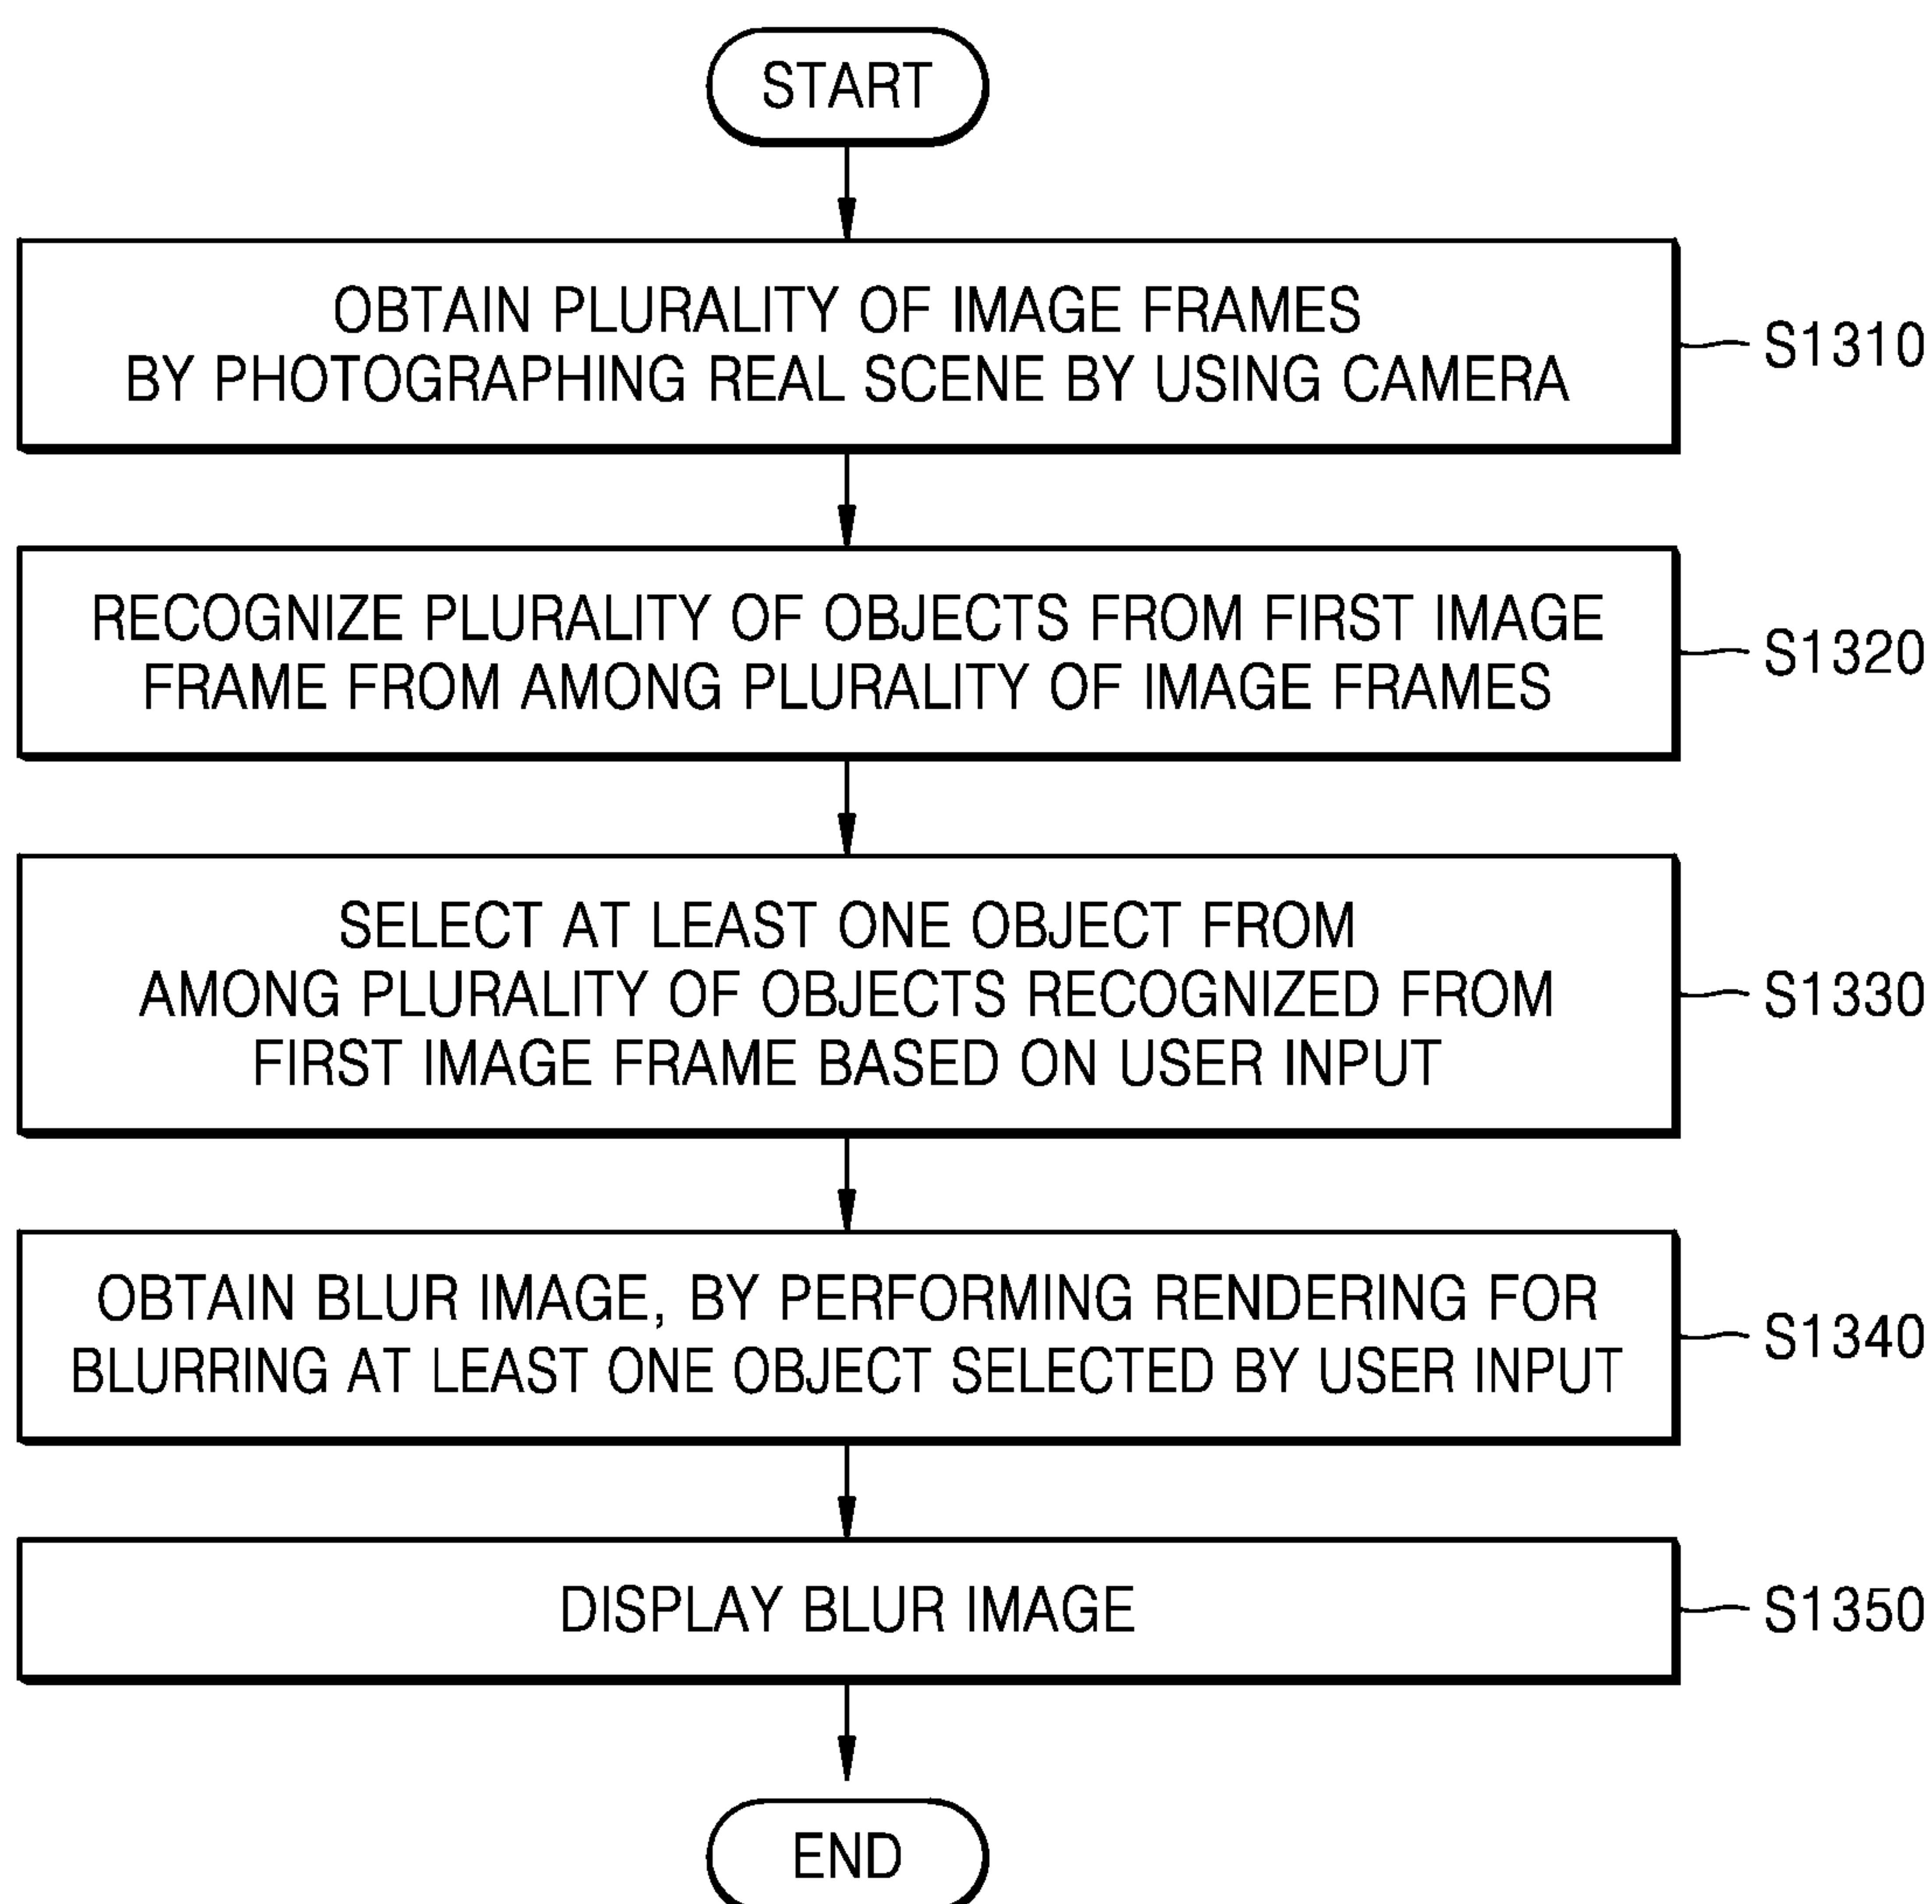 START
OBTAIN PLURALITY OF IMAGE FRAMES
BY PHOTOGRAPHING REAL SCENE BY USING CAMERA
S1310
RECOGNIZE PLURALITY OF OBJECTS FROM FIRST IMAGE
FRAME FROM AMONG PLURALITY OF IMAGE FRAMES
S1320
SELECT AT LEAST ONE OBJECT FROM
AMONG PLURALITY OF OBJECTS RECOGNIZED FROM
FIRST IMAGE FRAME BASED ON USER INPUT
S1330
OBTAIN BLUR IMAGE, BY PERFORMING RENDERING FOR
BLURRING AT LEAST ONE OBJECT SELECTED BY USER INPUT
S1340
DISPLAY BLUR IMAGE
S1350
END